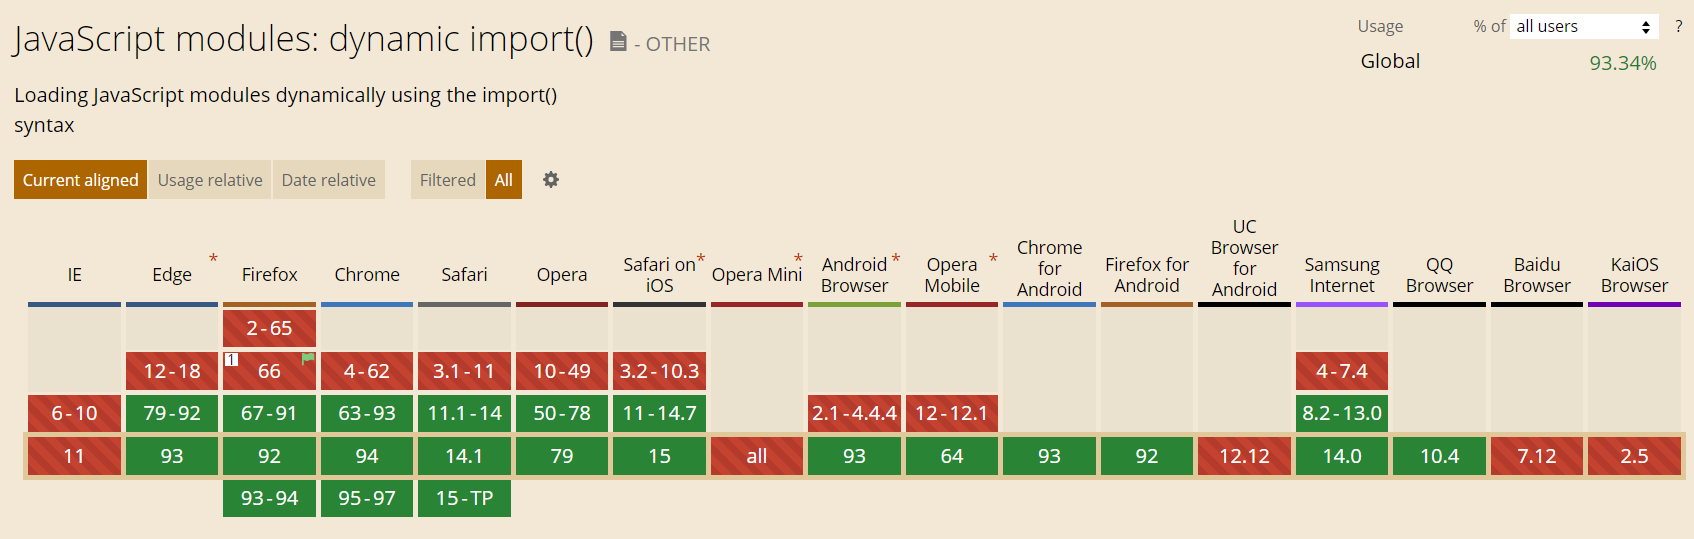 JavaScript modules: dynamic import() - OTHER
Usage % of all users ?
Global 93.34%
Loading JavaScript modules dynamically using the import()
syntax
Current aligned Usage relative Date relative Filtered All
IE Edge * Firefox Chrome Safari Opera Safari on iOS * Opera Mini * Android Browser * Opera Mobile * Chrome for Android Firefox for Android UC Browser for Android Samsung Internet QQ Browser Baidu Browser KaiOS Browser
2-65
12-18 1 66 4-62 3.1-11 10-49 3.2-10.3 4-7.4
6-10 79-92 67-91 63-93 11.1-14 50-78 11-14.7 2.1-4.4.4 12-12.1 8.2-13.0
11 93 92 94 14.1 79 15 all 93 64 93 92 12.12 14.0 10.4 7.12 2.5
93-94 95-97 15-TP